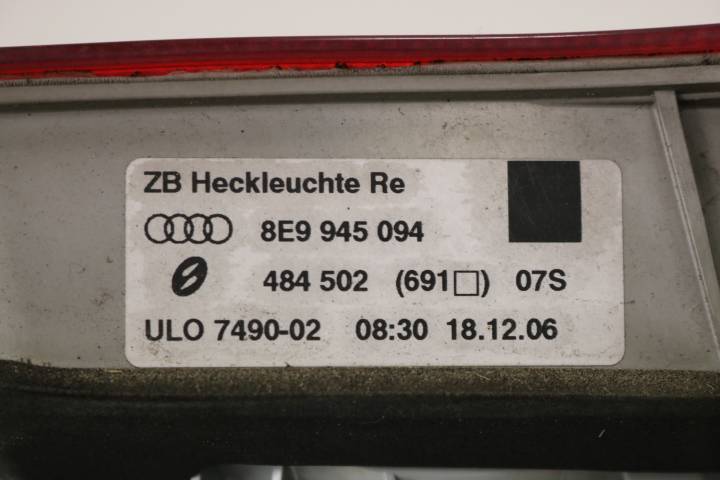 ZB Heckleuchte Re
8E9 945 094
484 502 (691□) 07S
ULO 7490-02 08:30 18.12.06